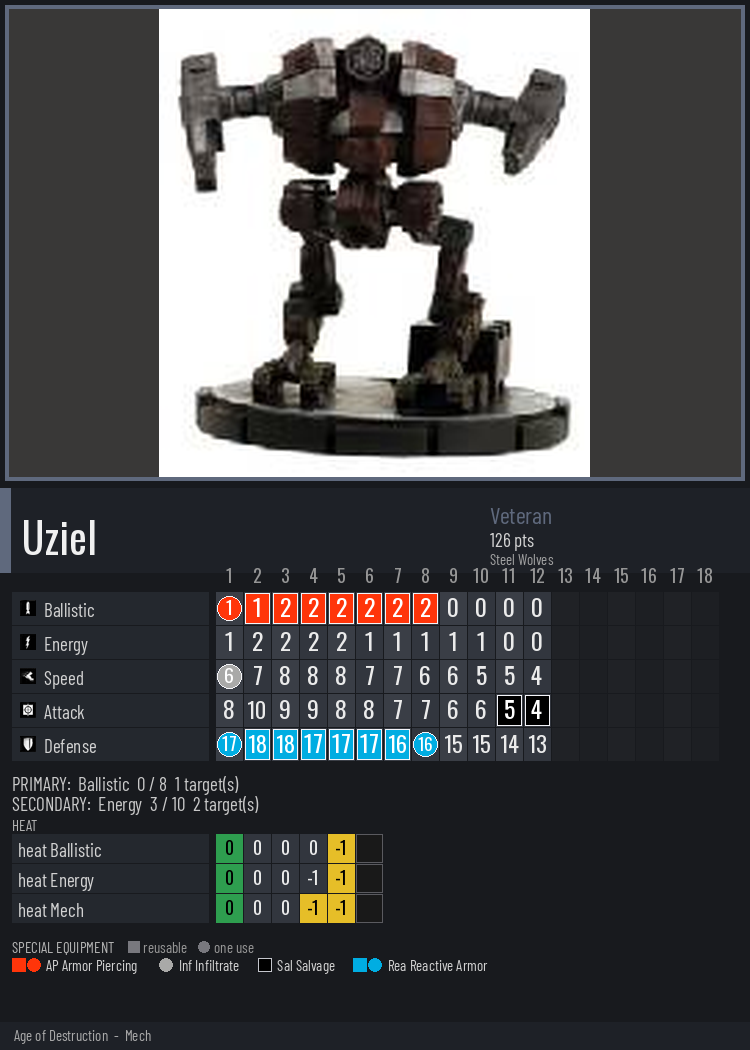 Uziel
Veteran
126 pts
Steel Wolves
1 2 3 4 5 6 7 8 9 10 11 12 13 14 15 16 17 18
Ballistic 1 1 2 2 2 2 2 2 0 0 0 0
Energy 1 2 2 2 2 1 1 1 1 1 0 0
Speed 6 7 8 8 8 7 7 6 6 5 5 4
Attack 8 10 9 9 8 8 7 7 6 6 5 4
Defense 17 18 18 17 17 17 16 16 15 15 14 13
PRIMARY: Ballistic 0 / 8 1 target(s)
SECONDARY: Energy 3 / 10 2 target(s)
HEAT
heat Ballistic 0 0 0 0 -1
heat Energy 0 0 0 -1 -1
heat Mech 0 0 0 -1 -1
SPECIAL EQUIPMENT reusable one use
AP Armor Piercing Inf Infiltrate Sal Salvage Rea Reactive Armor
Age of Destruction - Mech